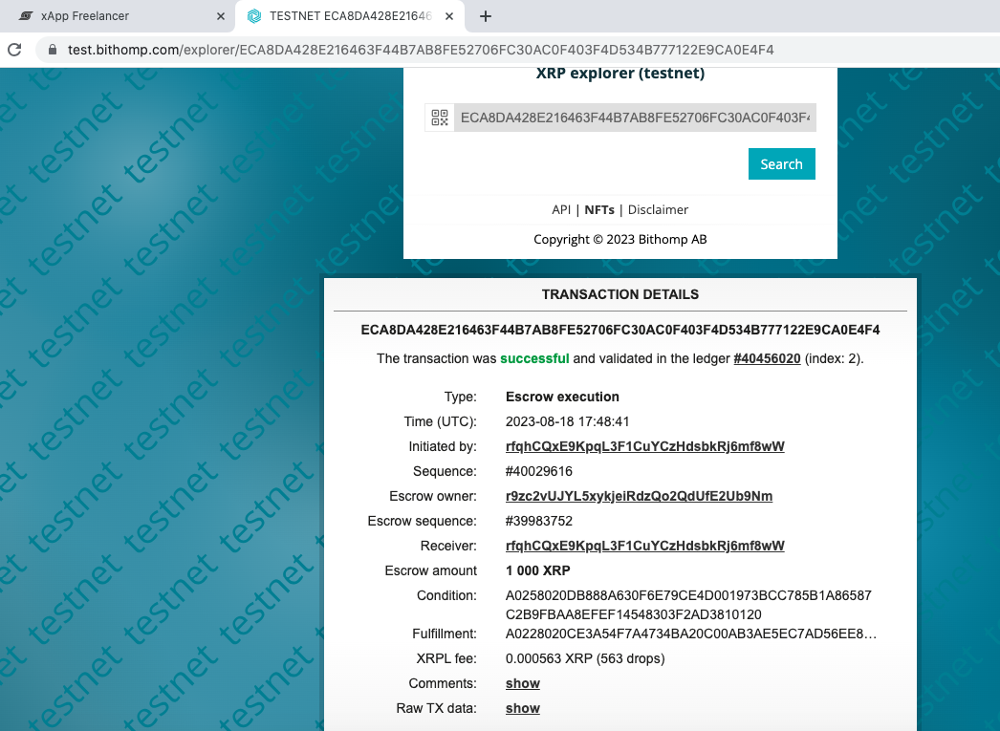 xApp Freelancer
TESTNET ECA8DA428E21646
test.bithomp.com/explorer/ECA8DA428E216463F44B7AB8FE52706FC30AC0F403F4D534B777122E9CA0E4F4
XRP explorer (testnet)
ECA8DA428E216463F44B7AB8FE52706FC30AC0F403F4
Search
API | NFTs | Disclaimer
Copyright © 2023 Bithomp AB
TRANSACTION DETAILS
ECA8DA428E216463F44B7AB8FE52706FC30AC0F403F4D534B777122E9CA0E4F4
The transaction was successful and validated in the ledger #40456020 (index: 2).
Type: Escrow execution
Time (UTC): 2023-08-18 17:48:41
Initiated by: rfqhCQxE9KpqL3F1CuYCzHdsbkRj6mf8wW
Sequence: #40029616
Escrow owner: r9zc2vUJYL5xykjeiRdzQo2QdUfE2Ub9Nm
Escrow sequence: #39983752
Receiver: rfqhCQxE9KpqL3F1CuYCzHdsbkRj6mf8wW
Escrow amount 1 000 XRP
Condition: A0258020DB888A630F6E79CE4D001973BCC785B1A86587
C2B9FBAA8EFEF14548303F2AD3810120
Fulfillment: A0228020CE3A54F7A4734BA20C00AB3AE5EC7AD56EE8...
XRPL fee: 0.000563 XRP (563 drops)
Comments: show
Raw TX data: show
testnet testnet testnet testnet